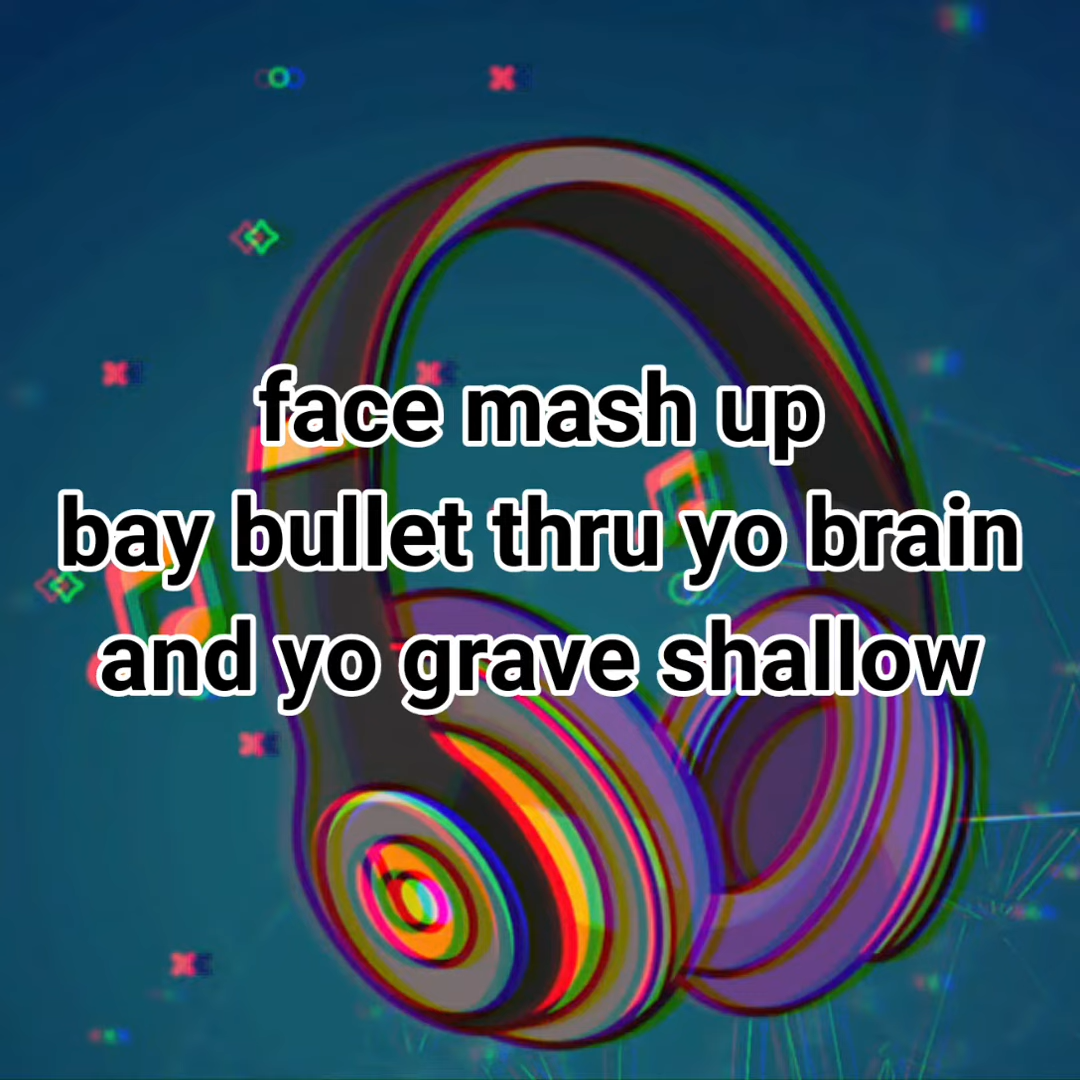 face mash up
bay bullet thru yo brain
and yo grave shallow